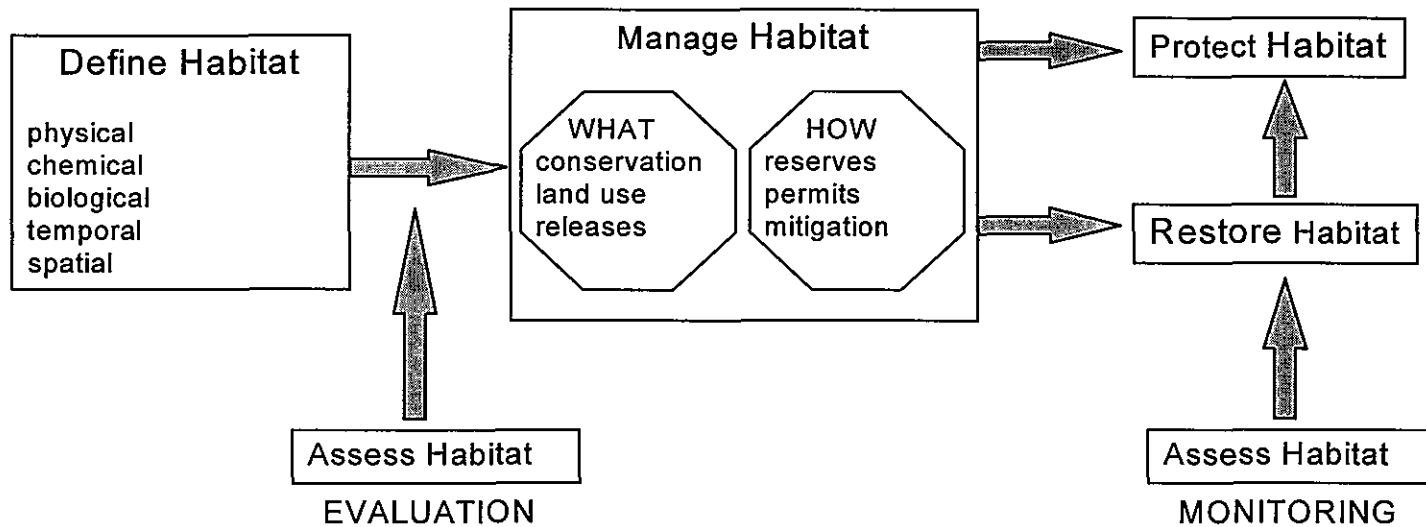 Define Habitat
physical
chemical
biological
temporal
spatial
Manage Habitat
WHAT
conservation
land use
releases
HOW
reserves
permits
mitigation
Protect Habitat
Restore Habitat
Assess Habitat
EVALUATION
Assess Habitat
MONITORING